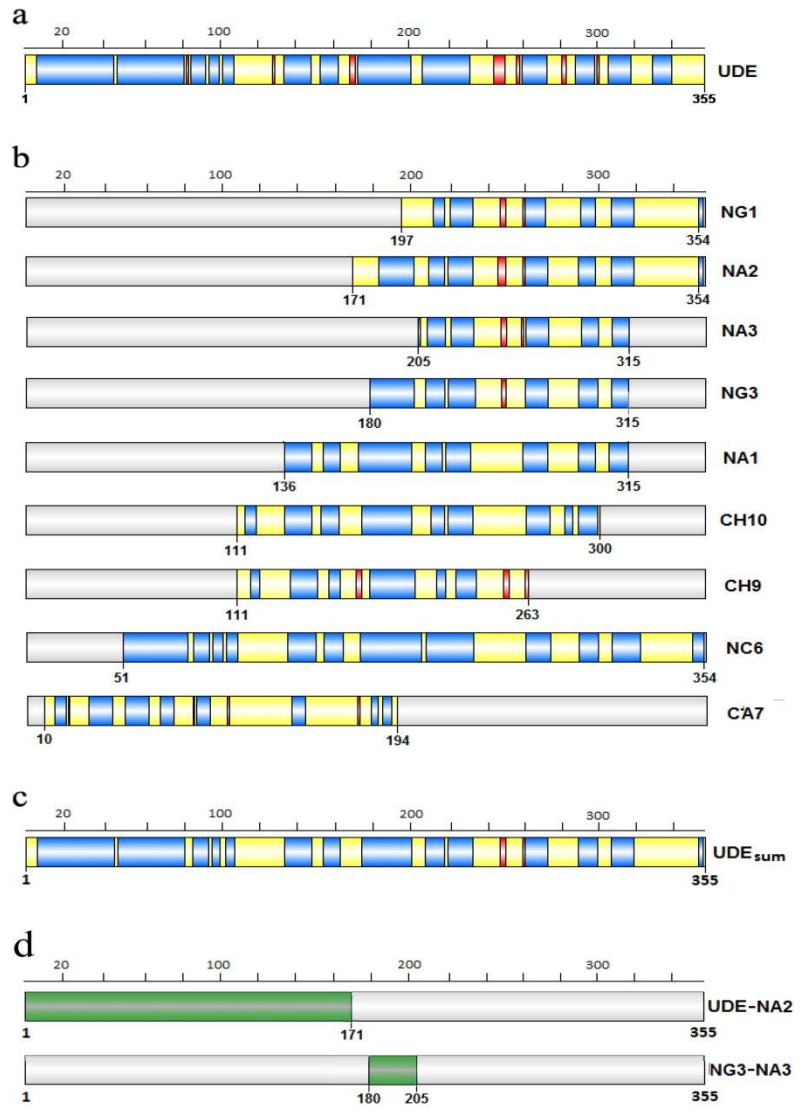 a
20 100 200 300
UDE
1 355
b
20 100 200 300
NG1
197 354
NA2
171 354
NA3
205 315
NG3
180 315
NA1
136 315
CH10
111 300
CH9
111 263
NC6
51 354
CA7
10 194
c
20 100 200 300
UDEsum
1 355
d
20 100 200 300
UDE-NA2
1 171 355
NG3-NA3
1 180 205 355